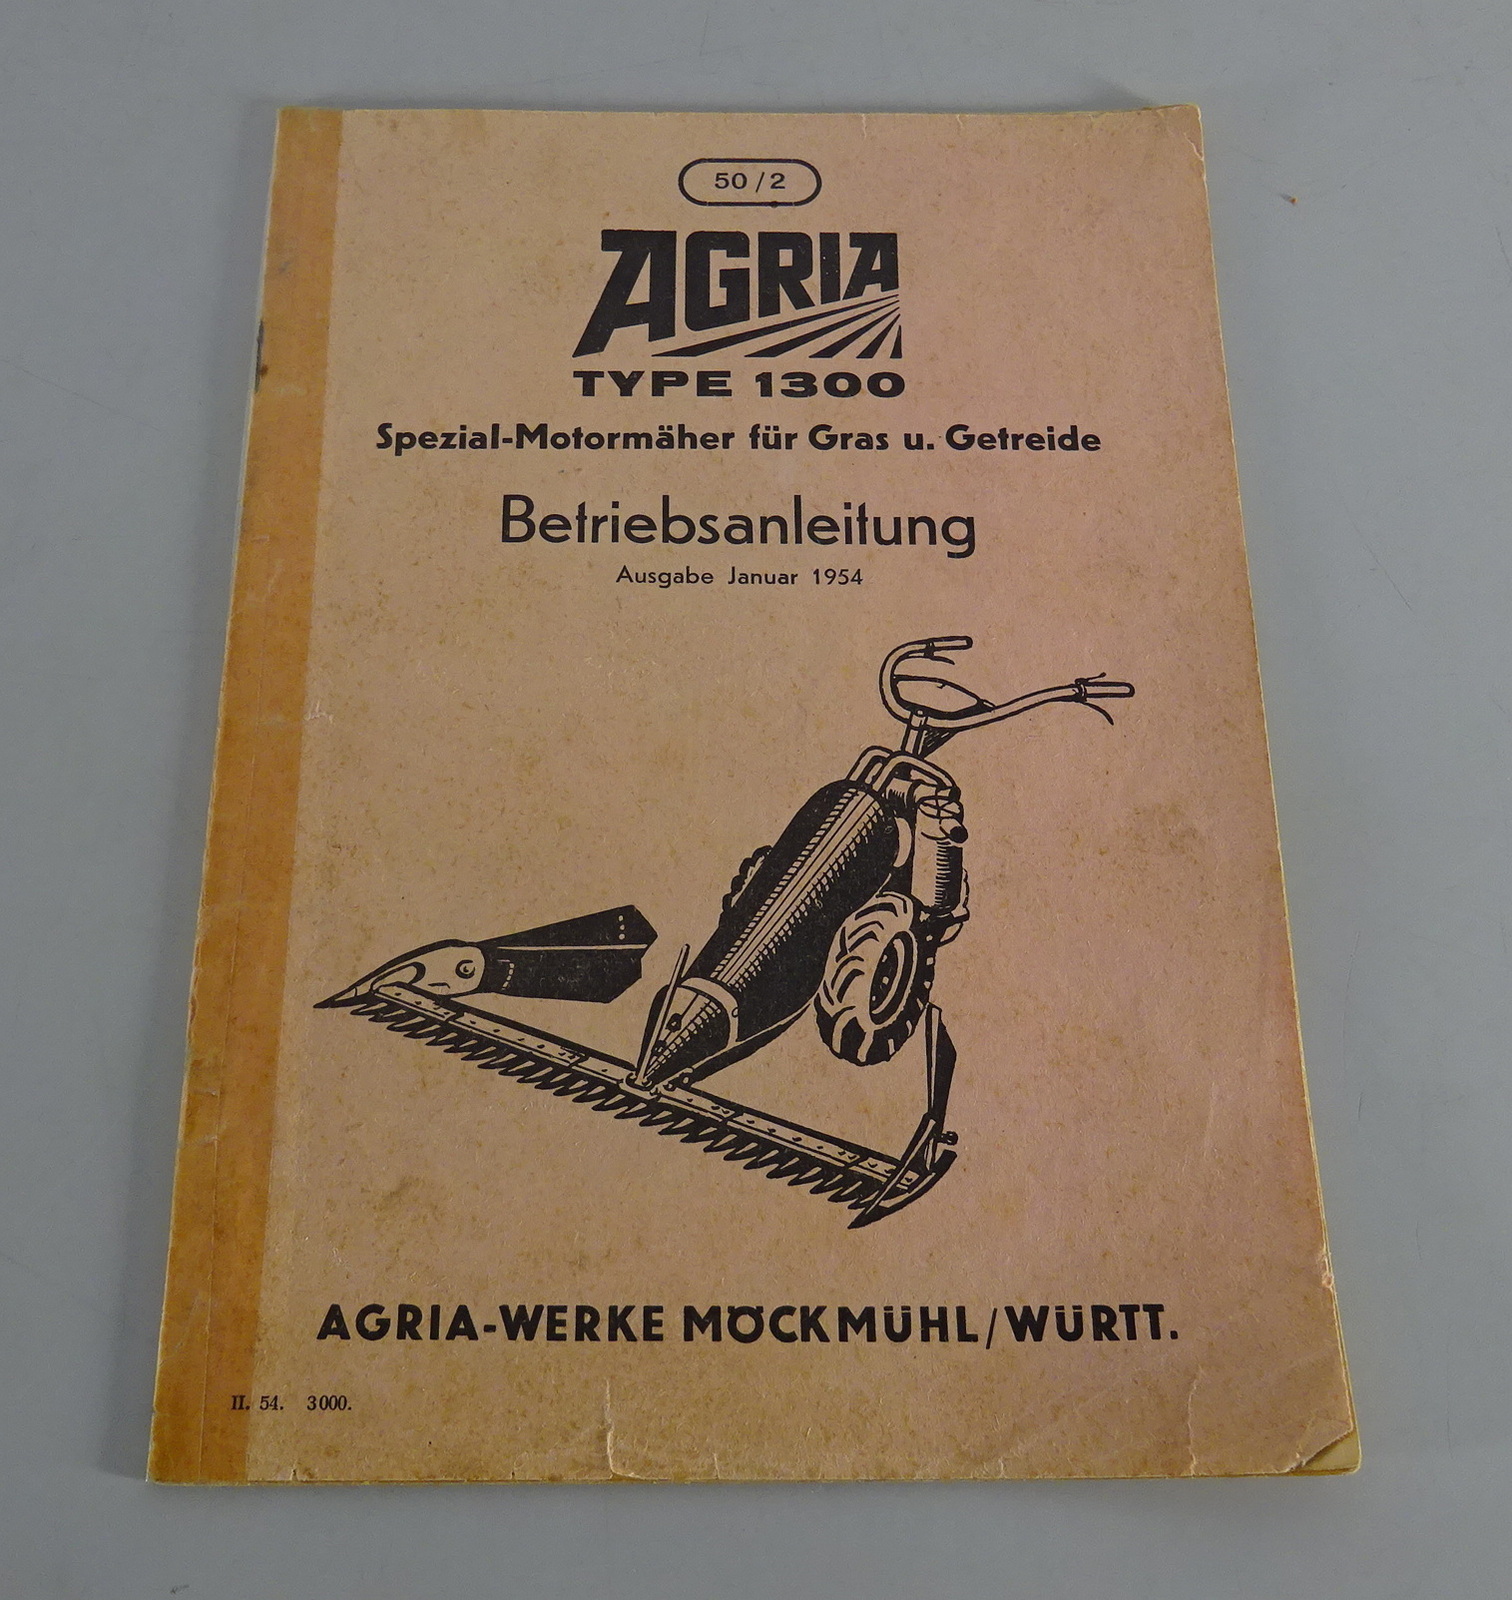 50/2
AGRIA
TYPE 1300
Spezial-Motormäher für Gras u. Getreide
Betriebsanleitung
Ausgabe Januar 1954
AGRIA-WERKE MÖCKMÜHL/WÜRTT.
II. 54. 3000.